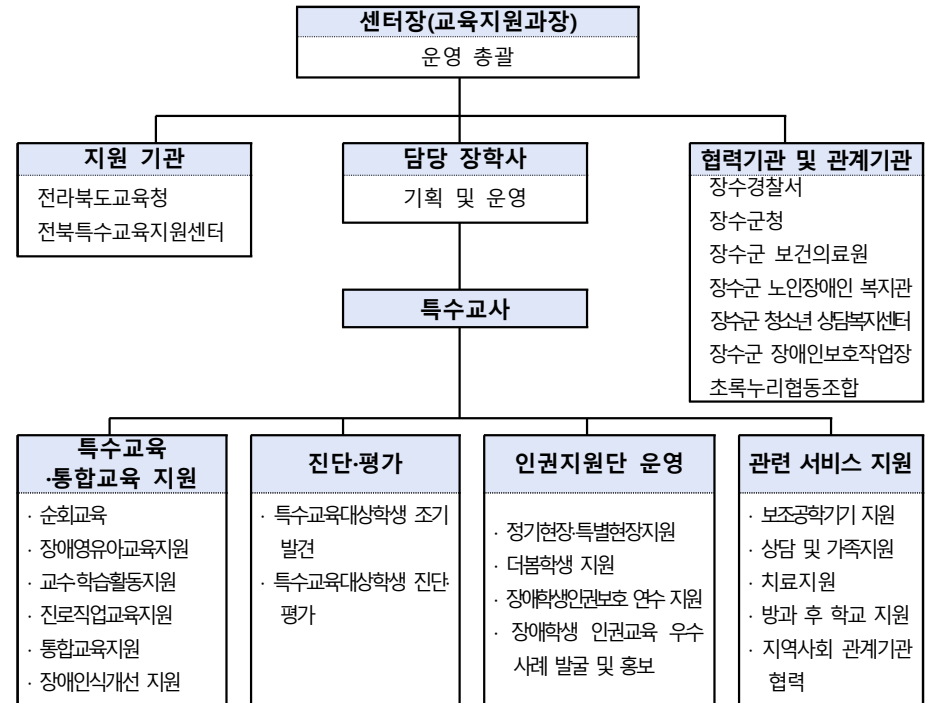 센터장(교육지원과장)
운영 총괄
지원 기관
전라북도교육청
전북특수교육지원센터
담당 장학사
기획 및 운영
협력기관 및 관계기관
장수경찰서
장수군청
장수군 보건의료원
장수군 노인장애인 복지관
장수군 청소년 상담복지센터
장수군 장애인보호작업장
초록누리협동조합
특수교사
특수교육
·통합교육 지원
· 순회교육
· 장애영유아교육지원
· 교수학습활동지원
· 진로직업교육지원
· 통합교육지원
· 장애인식개선 지원
진단·평가
· 특수교육대상학생 조기
발견
· 특수교육대상학생 진단·
평가
인권지원단 운영
· 정기현장·특별현장지원
· 더봄학생 지원
· 장애학생인권보호 연수 지원
· 장애학생 인권교육 우수
사례 발굴 및 홍보
관련 서비스 지원
· 보조공학기기 지원
· 상담 및 가족지원
· 치료지원
· 방과 후 학교 지원
· 지역사회 관계기관
협력